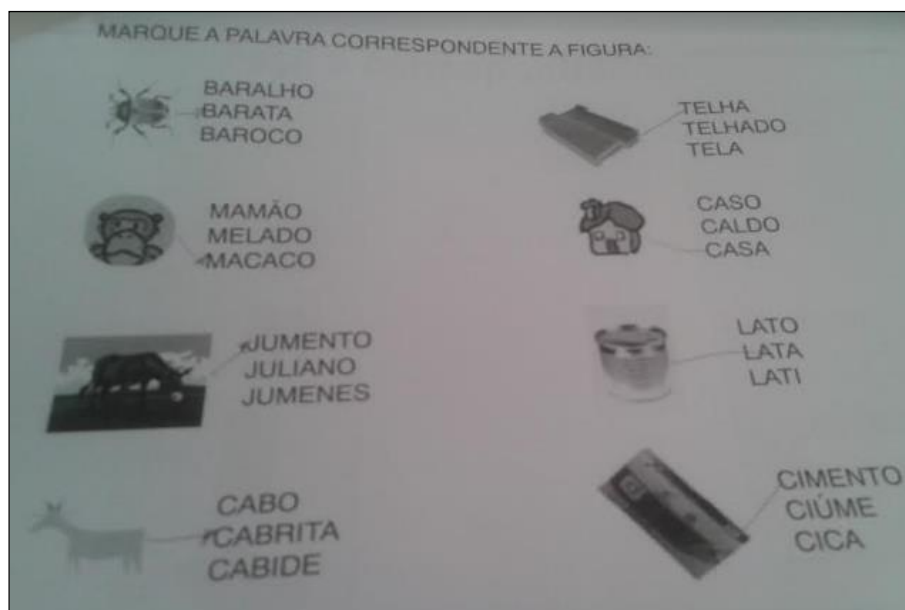 MARQUE A PALAVRA CORRESPONDENTE A FIGURA:
BARALHO
BARATA
BAROCO
MAMÃO
MELADO
MACACO
JUMENTO
JULIANO
JUMENES
CABO
CABRITA
CABIDE
TELHA
TELHADO
TELA
CASO
CALDO
CASA
LATO
LATA
LATI
CIMENTO
CIÚME
CICA